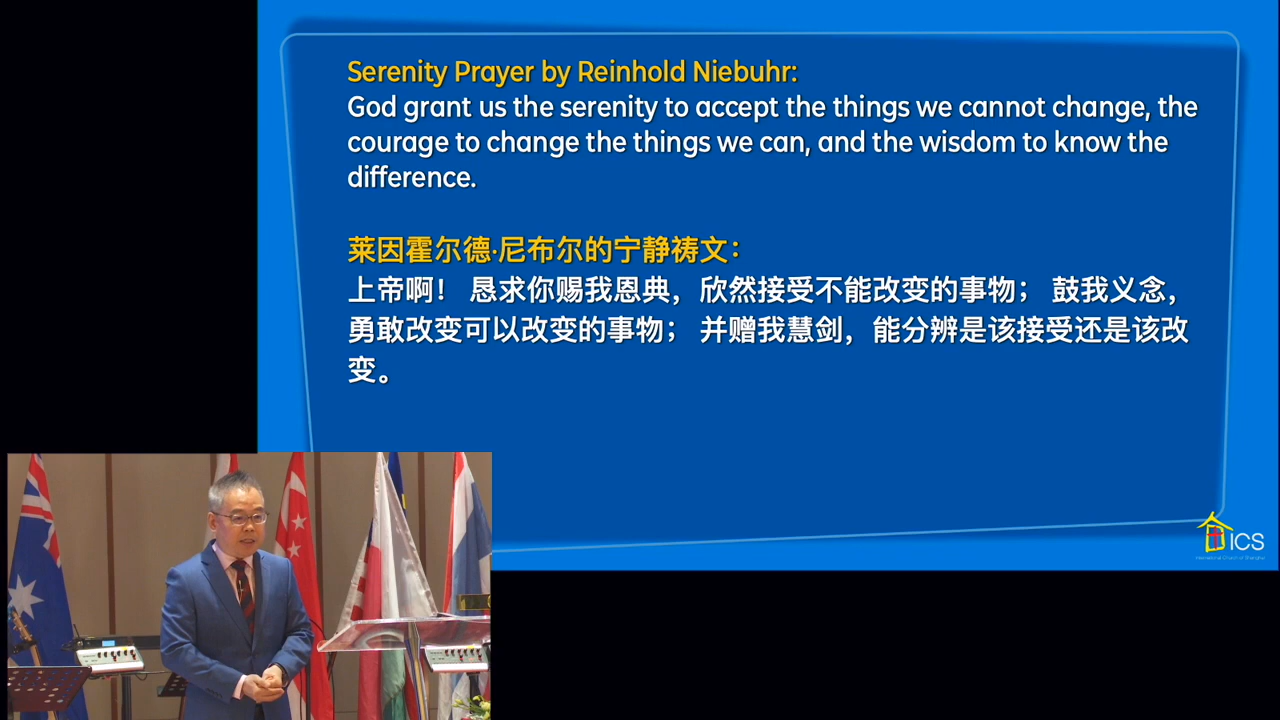 Serenity Prayer by Reinhold Niebuhr:
God grant us the serenity to accept the things we cannot change, the
courage to change the things we can, and the wisdom to know the
difference.
莱因霍尔德·尼布尔的宁静祷文：
上帝啊！ 恳求你赐我恩典，欣然接受不能改变的事物； 鼓我义念，
勇敢改变可以改变的事物； 并赠我慧剑，能分辨是该接受还是该改
变。
ICS